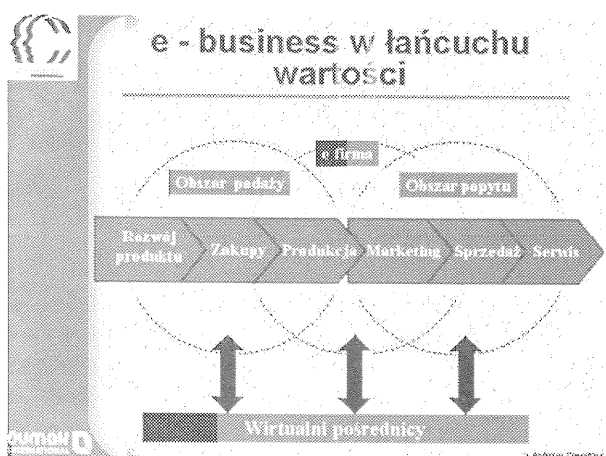 e - business w łańcuchu
wartości
e firma
Obszar podaży
Obszar popytu
Rozwój
produktu
Zakupy
Produkcja
Marketing
Sprzedaż
Serwis
Wirtualni pośrednicy